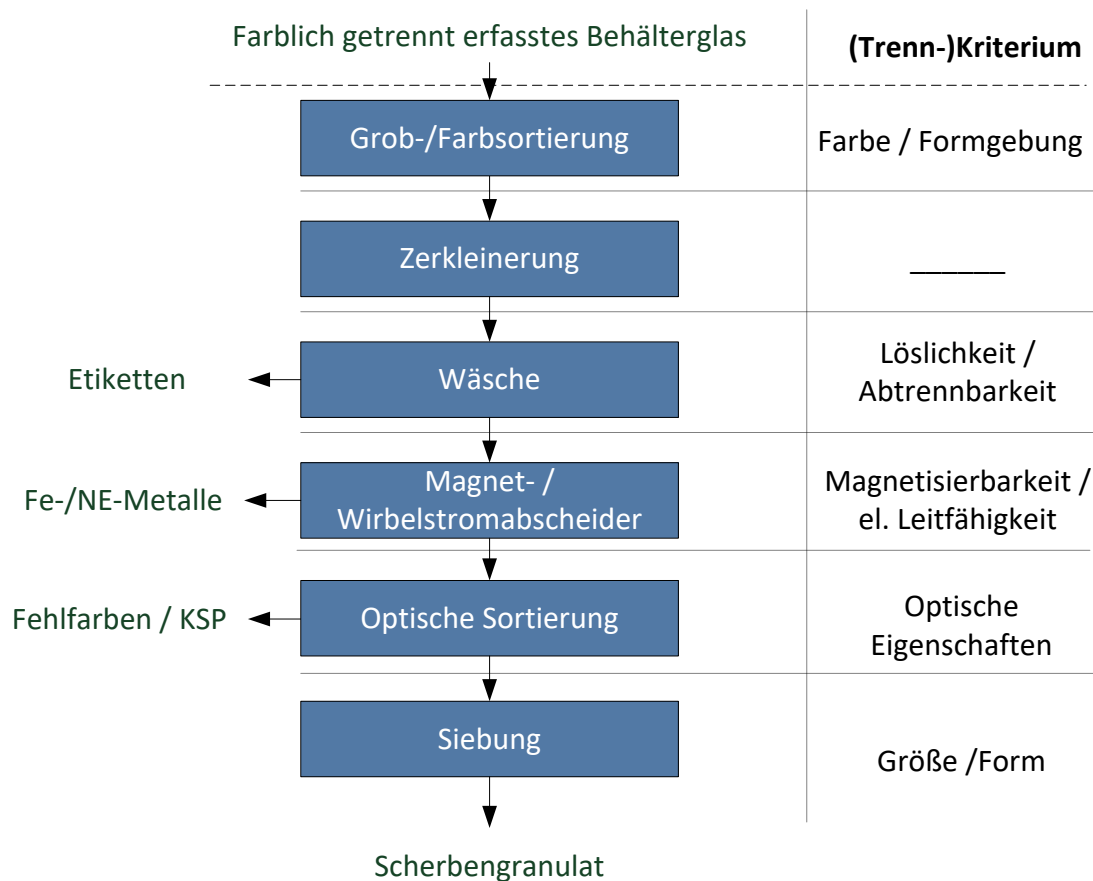 Farblich getrennt erfasstes Behälterglas
(Trenn-)Kriterium
Grob-/Farbsortierung
Farbe / Formgebung
Zerkleinerung
______
Etiketten
Wäsche
Löslichkeit /
Abtrennbarkeit
Fe-/NE-Metalle
Magnet- /
Wirbelstromabscheider
Magnetisierbarkeit /
el. Leitfähigkeit
Fehlfarben / KSP
Optische Sortierung
Optische
Eigenschaften
Siebung
Größe /Form
Scherbengranulat